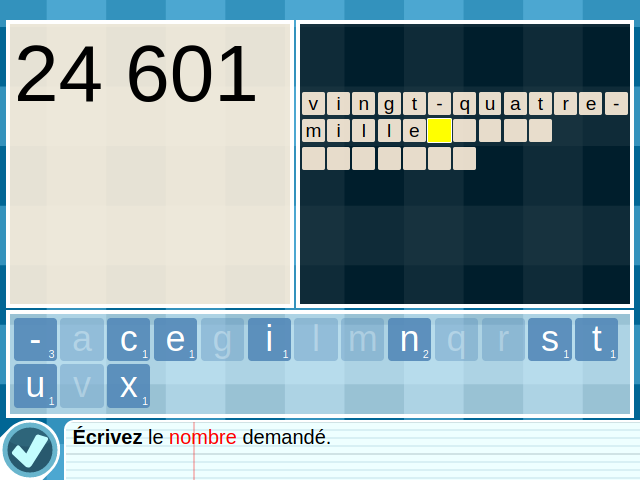 24 601
vingt-quatre-
mille
- a c e g i l m n q r s t
3 1 1 1 2 1 1
u v x
1 1
Écrivez le nombre demandé.